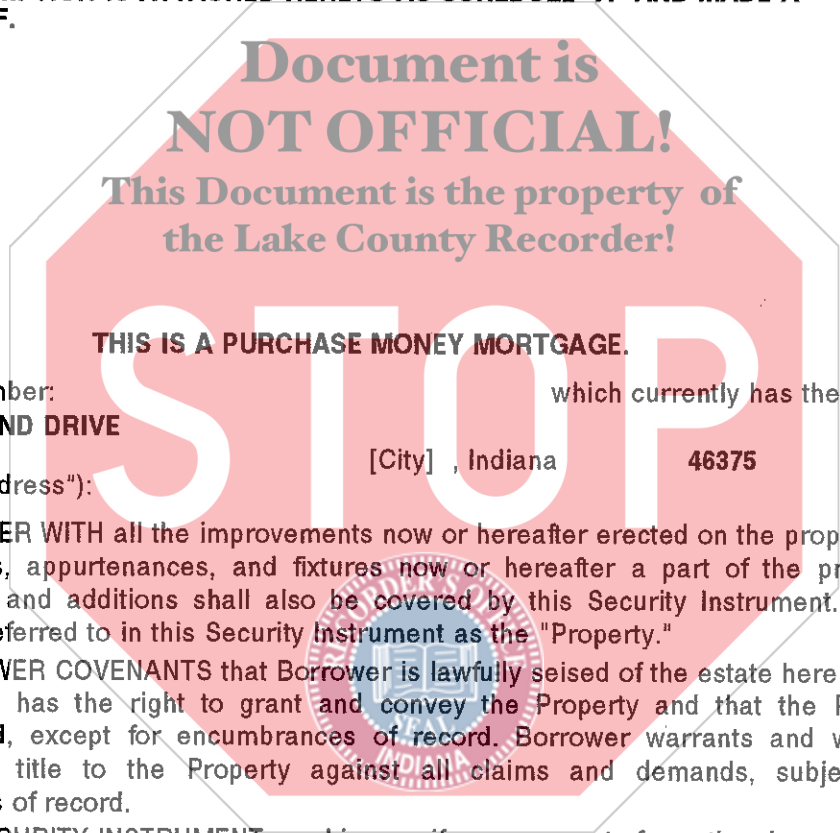 F.
Document is
NOT OFFICIAL!
This Document is the property of
the Lake County Recorder!
STOP
THIS IS A PURCHASE MONEY MORTGAGE.
nber: which currently has the
ND DRIVE
[City] , Indiana 46375
dress"):
ER WITH all the improvements now or hereafter erected on the prop
s, appurtenances, and fixtures now or hereafter a part of the pr
and additions shall also be covered by this Security Instrument.
eferred to in this Security Instrument as the "Property."
WER COVENANTS that Borrower is lawfully seised of the estate here
has the right to grant and convey the Property and that the
d, except for encumbrances of record. Borrower warrants and w
title to the Property against all claims and demands, subje
s of record.
RECORDER'S OFFICE
SEAL
INDIANA